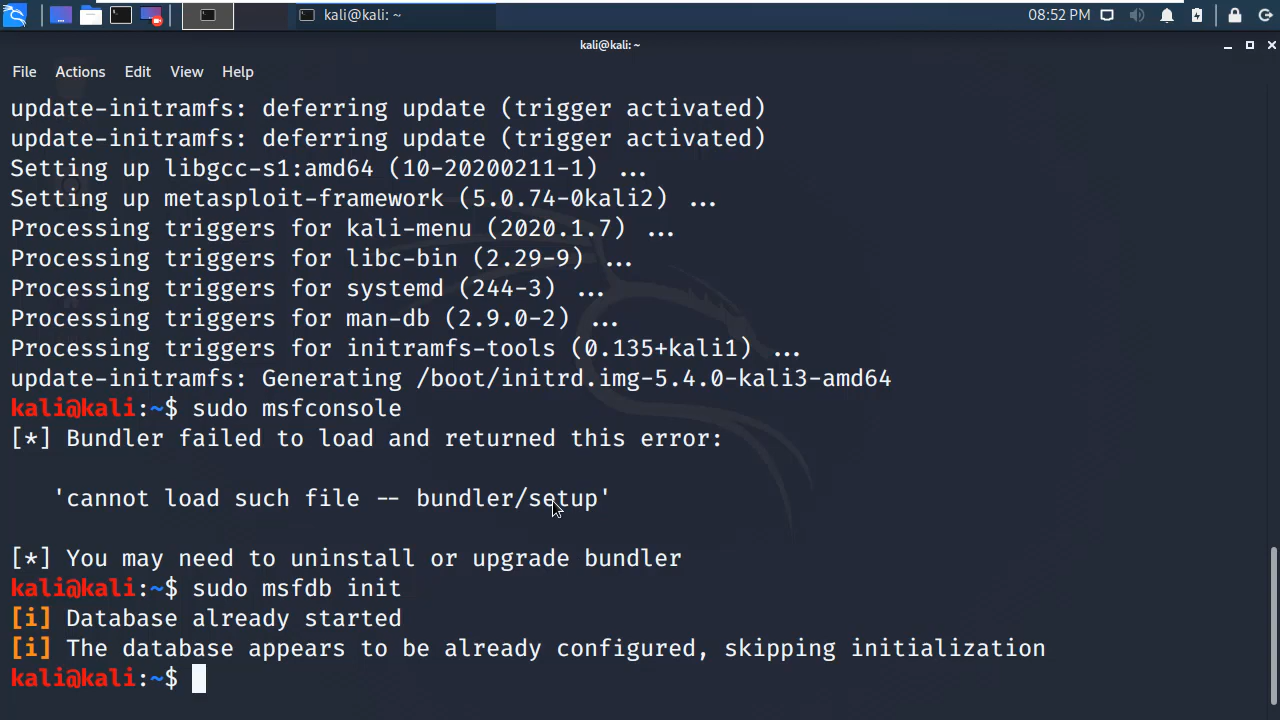 kali@kali: ~
08:52 PM
kali@kali: ~
File Actions Edit View Help
update-initramfs: deferring update (trigger activated)
update-initramfs: deferring update (trigger activated)
Setting up libgcc-s1:amd64 (10-20200211-1) ...
Setting up metasploit-framework (5.0.74-0kali2) ...
Processing triggers for kali-menu (2020.1.7) ...
Processing triggers for libc-bin (2.29-9) ...
Processing triggers for systemd (244-3) ...
Processing triggers for man-db (2.9.0-2) ...
Processing triggers for initramfs-tools (0.135+kali1) ...
update-initramfs: Generating /boot/initrd.img-5.4.0-kali3-amd64
kali@kali:~$ sudo msfconsole
[*] Bundler failed to load and returned this error:
'cannot load such file -- bundler/setup'
[*] You may need to uninstall or upgrade bundler
kali@kali:~$ sudo msfdb init
[i] Database already started
[i] The database appears to be already configured, skipping initialization
kali@kali:~$